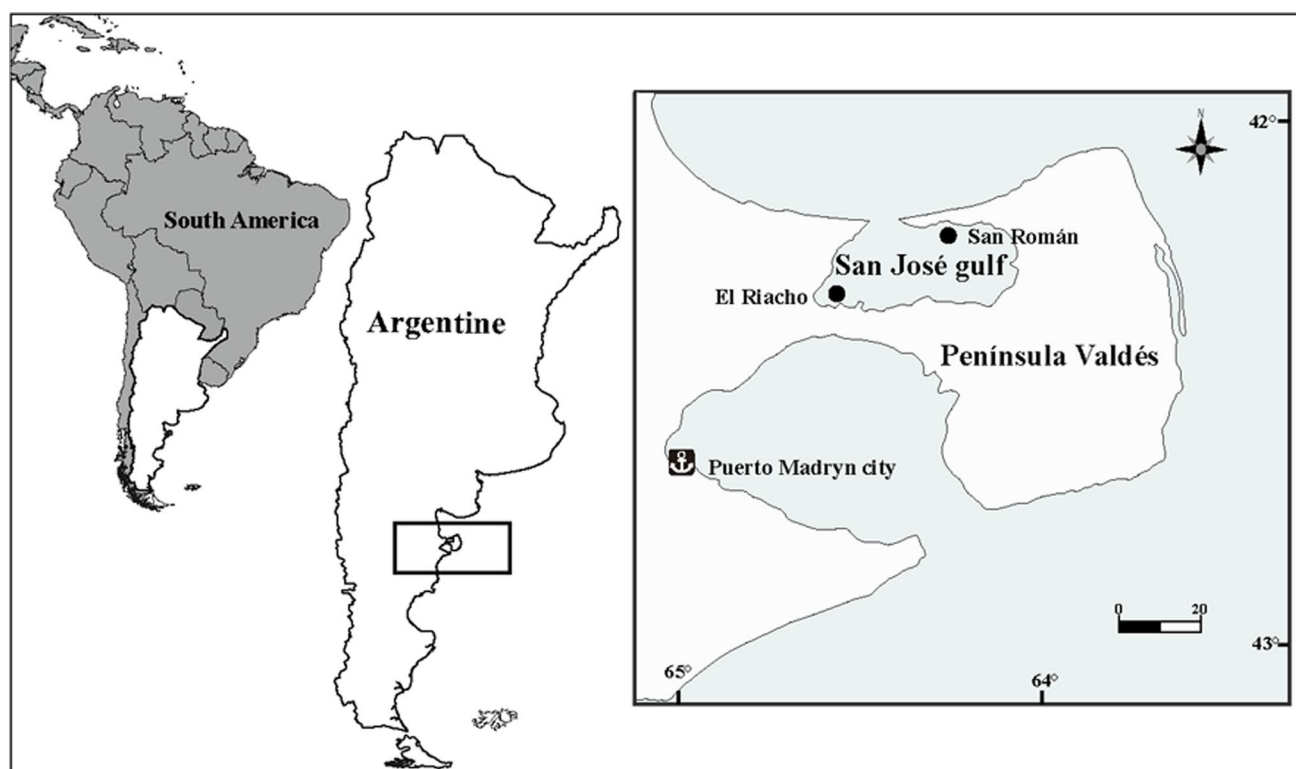 South America
Argentine
N
42°
San Román
San José gulf
El Riacho
Península Valdés
Puerto Madryn city
0 20
43°
65°
64°